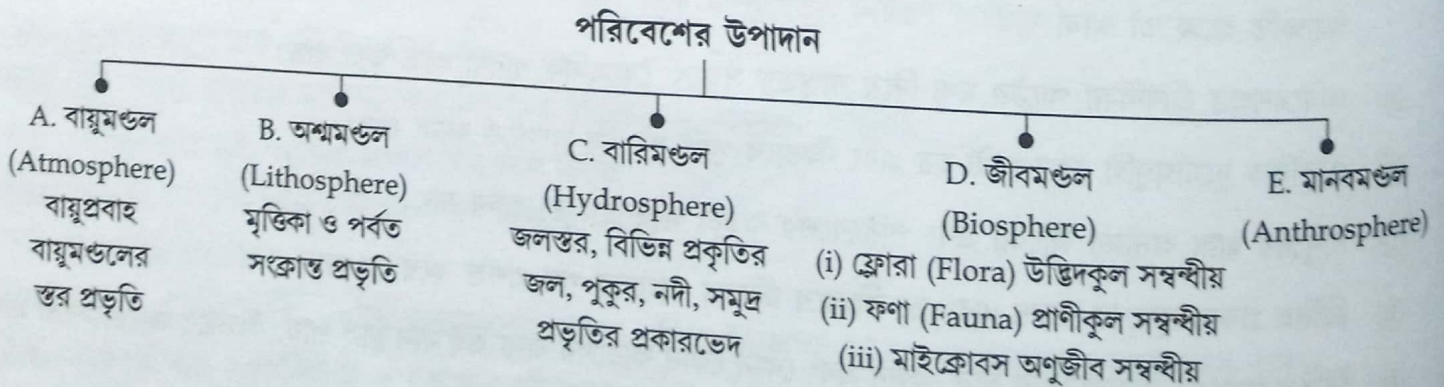 পরিবেশের উপাদান
A. বায়ুমণ্ডল
(Atmosphere)
বায়ুপ্রবাহ
বায়ুমণ্ডলের
স্তর প্রভৃতি
B. অশ্মমণ্ডল
(Lithosphere)
মৃত্তিকা ও পর্বত
সংক্রান্ত প্রভৃতি
C. বারিমণ্ডল
(Hydrosphere)
জলস্তর, বিভিন্ন প্রকৃতির
জল, পুকুর, নদী, সমুদ্র
প্রভৃতির প্রকারভেদ
D. জীবমণ্ডল
(Biosphere)
(i) ফ্লোরা (Flora) উদ্ভিদকুল সম্বন্ধীয়
(ii) ফণা (Fauna) প্রাণীকুল সম্বন্ধীয়
(iii) মাইক্রোবস অণুজীব সম্বন্ধীয়
E. মানবমণ্ডল
(Anthrosphere)